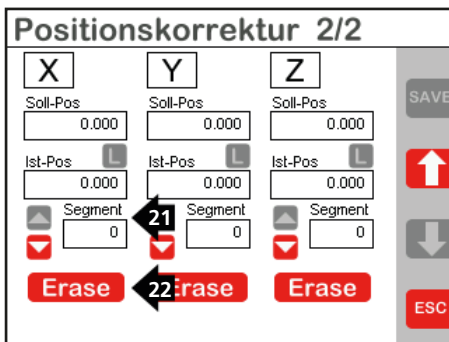 Positionskorrektur 2/2
X Y Z
Soll-Pos Soll-Pos Soll-Pos
SAVE
0.000 0.000 0.000
Ist-Pos L Ist-Pos L Ist-Pos L
0.000 0.000 0.000
Segment 21 Segment Segment
0 0 0
Erase 22 Erase Erase
ESC